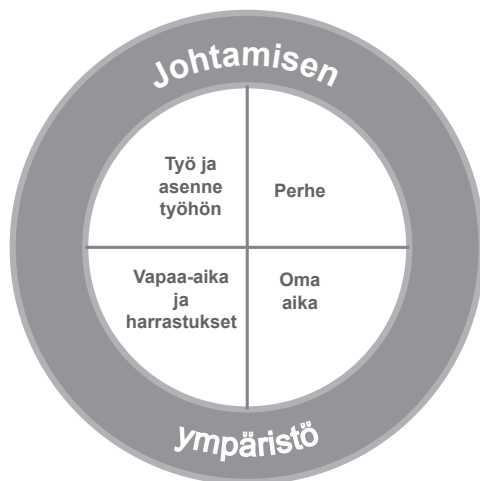 Johtamisen
Työ ja
asenne
työhön
Perhe
Vapaa-aika
ja
harrastukset
Oma
aika
ympäristö